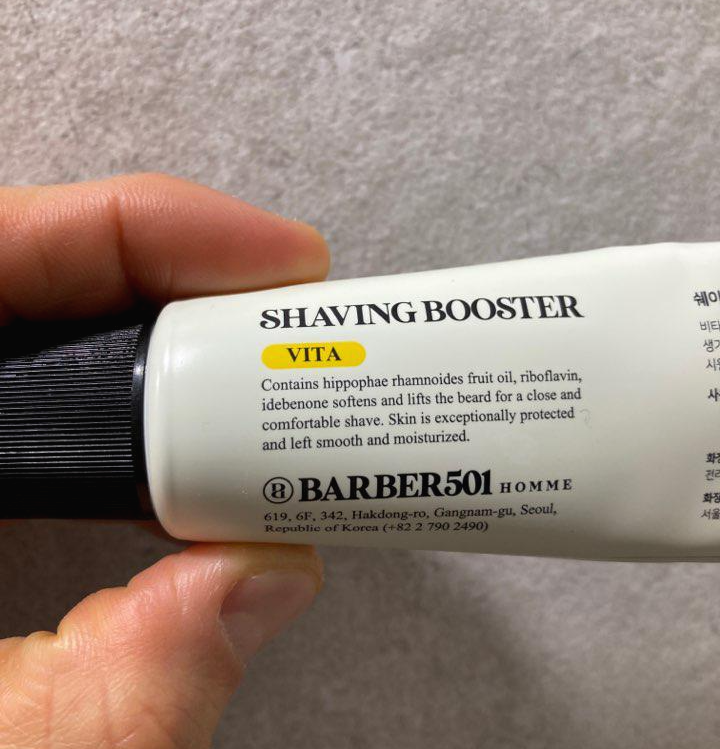 SHAVING BOOSTER
VITA
Contains hippophae rhamnoides fruit oil, riboflavin,
idebenone softens and lifts the beard for a close and
comfortable shave. Skin is exceptionally protected
and left smooth and moisturized.
BARBER501 HOMME
619, 6F, 342, Hakdong-ro, Gangnam-gu, Seoul,
Republic of Korea (+82 2 790 2490)